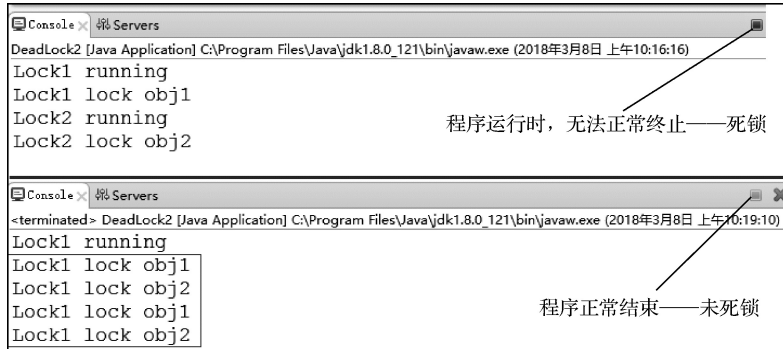 Console Servers
DeadLock2 [Java Application] C:\Program Files\Java\jdk1.8.0_121\bin\javaw.exe (2018年3月8日 上午10:16:16)
Lock1 running
Lock1 lock obj1
Lock2 running
Lock2 lock obj2
程序运行时，无法正常终止——死锁
Console Servers
<terminated> DeadLock2 [Java Application] C:\Program Files\Java\jdk1.8.0_121\bin\javaw.exe (2018年3月8日 上午10:19:10)
Lock1 running
Lock1 lock obj1
Lock1 lock obj2
Lock1 lock obj1
Lock1 lock obj2
程序正常结束——未死锁